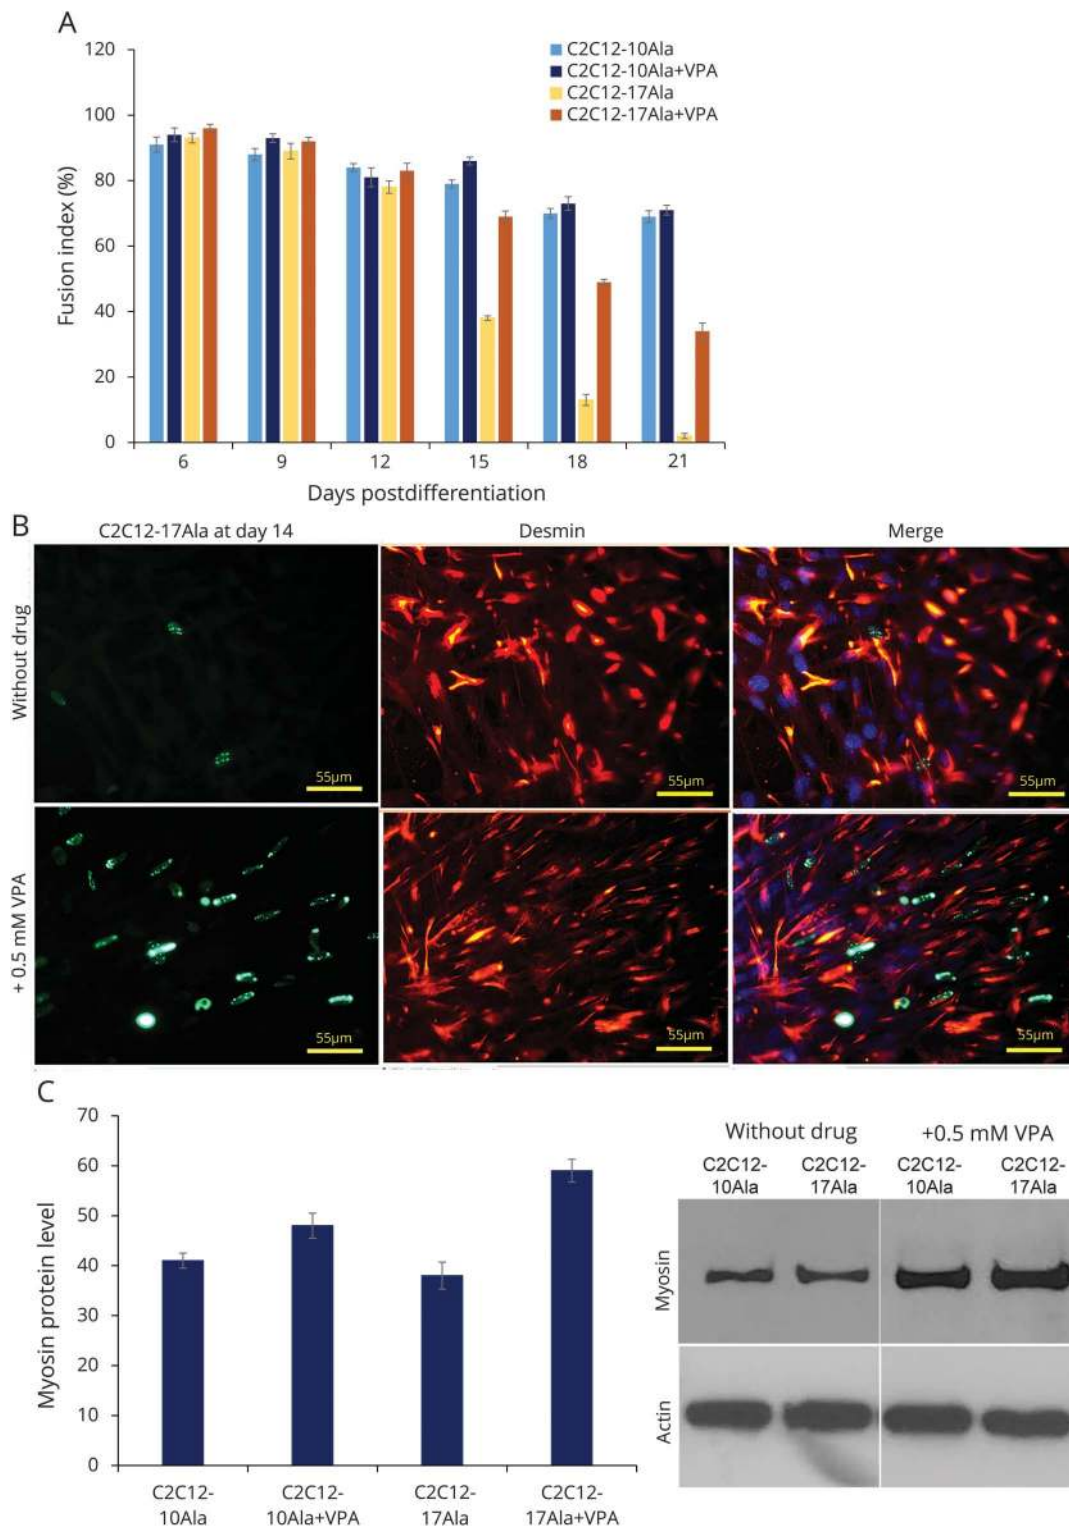 A
120
100
80
60
40
20
0
Fusion index (%)
C2C12-10Ala
C2C12-10Ala+VPA
C2C12-17Ala
C2C12-17Ala+VPA
6 9 12 15 18 21
Days postdifferentiation
B
C2C12-17Ala at day 14 Desmin Merge
Without drug
55µm 55µm 55µm
+ 0.5 mM VPA
55µm 55µm 55µm
C
70
60
50
40
30
20
10
0
Myosin protein level
C2C12-
10Ala
C2C12-
10Ala+VPA
C2C12-
17Ala
C2C12-
17Ala+VPA
Without drug +0.5 mM VPA
C2C12-
10Ala
C2C12-
17Ala
C2C12-
10Ala
C2C12-
17Ala
Myosin
Actin